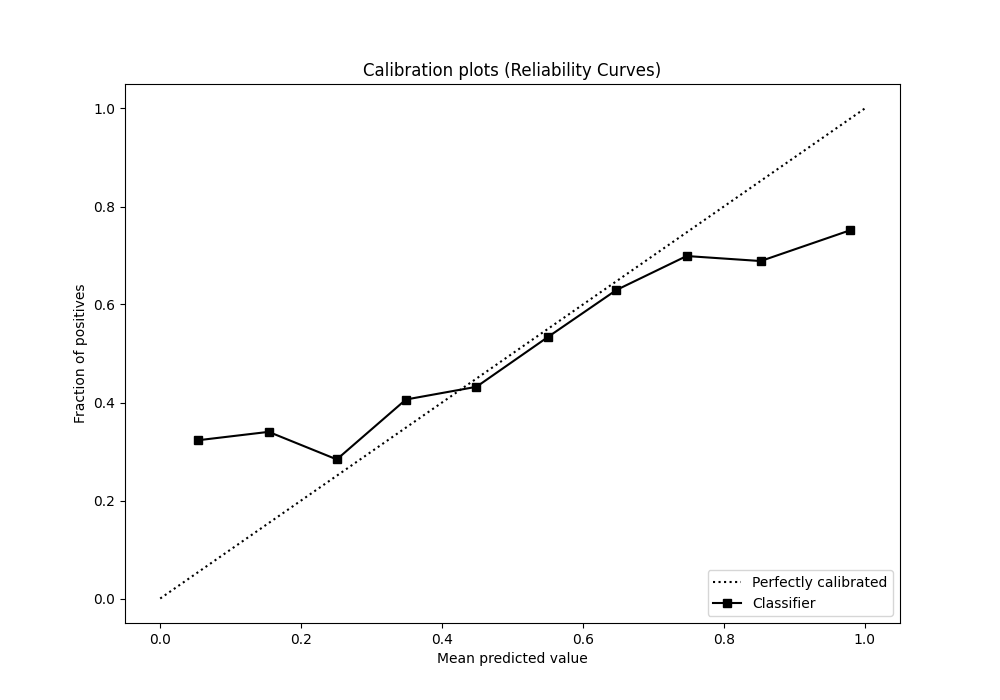 Calibration plots (Reliability Curves)
1.0
0.8
0.6
0.4
0.2
0.0
Fraction of positives
0.0 0.2 0.4 0.6 0.8 1.0
Mean predicted value
Perfectly calibrated
Classifier